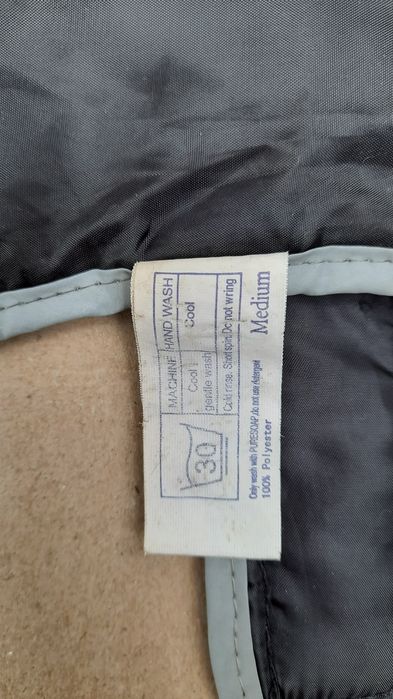 30
MACHINE HAND WASH
Cool Cool
gentle wash
Cold rinse. Short spin.Do not wring
Medium
Only wash with PURESOAP,do not use detergent
100% Polyester